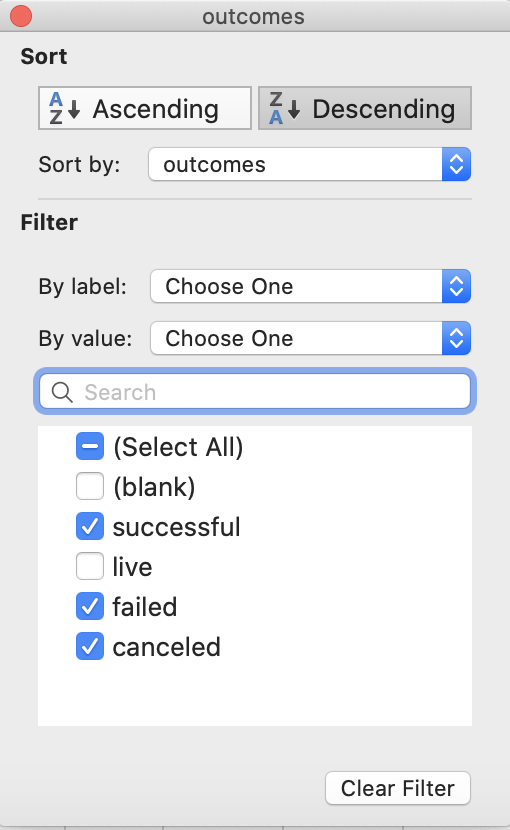 outcomes
Sort
A Z Ascending
Z A Descending
Sort by: outcomes
Filter
By label: Choose One
By value: Choose One
Search
(Select All)
(blank)
successful
live
failed
canceled
Clear Filter